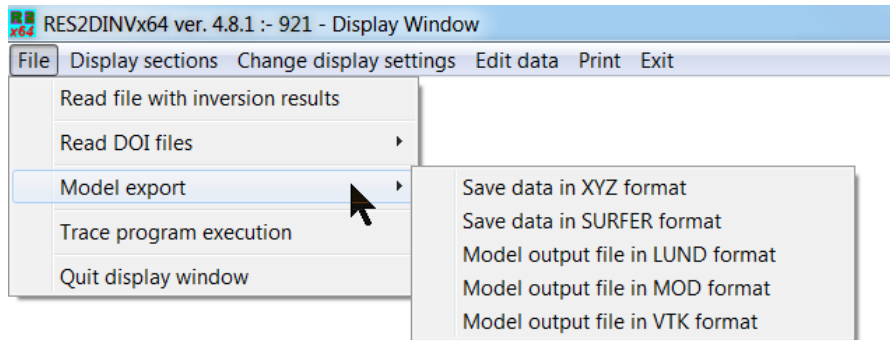 RB
x64
RES2DINVx64 ver. 4.8.1 :- 921 - Display Window
File Display sections Change display settings Edit data Print Exit
Read file with inversion results
Read DOI files
Model export
Trace program execution
Quit display window
Save data in XYZ format
Save data in SURFER format
Model output file in LUND format
Model output file in MOD format
Model output file in VTK format